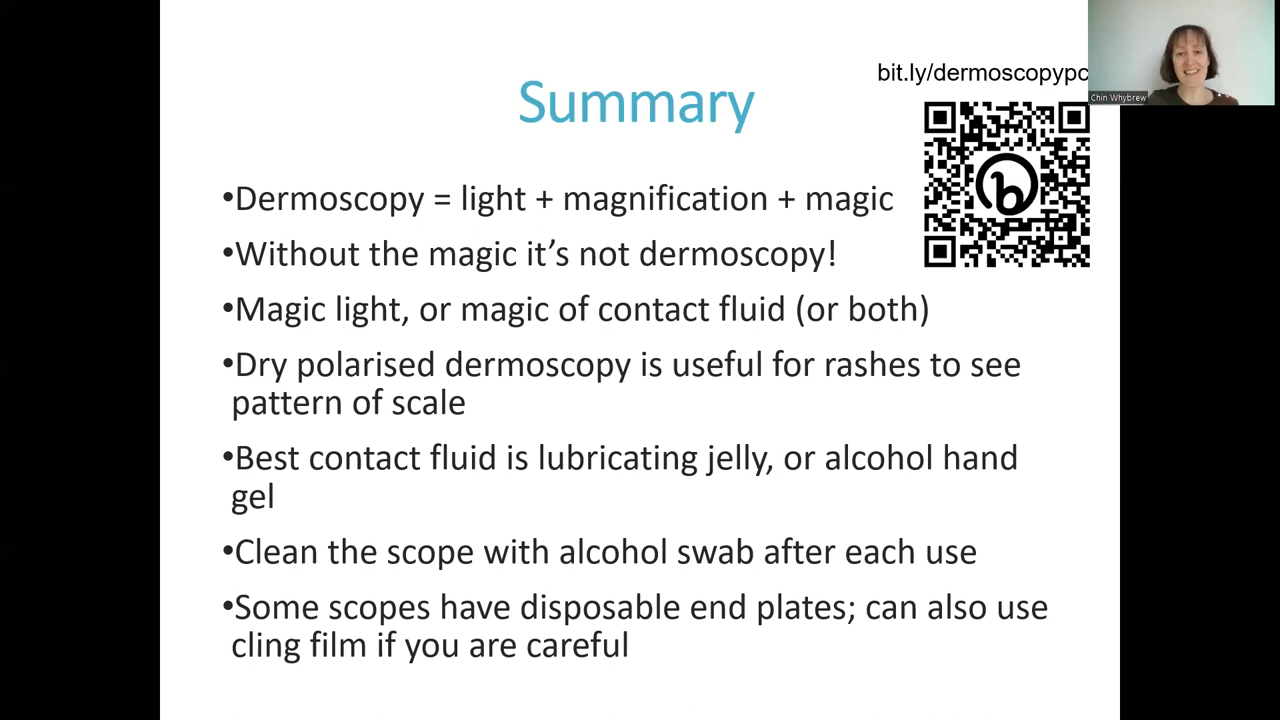 bit.ly/dermoscopypc
Chin Whybrew
Summary
•Dermoscopy = light + magnification + magic
•Without the magic it’s not dermoscopy!
•Magic light, or magic of contact fluid (or both)
•Dry polarised dermoscopy is useful for rashes to see
pattern of scale
•Best contact fluid is lubricating jelly, or alcohol hand
gel
•Clean the scope with alcohol swab after each use
•Some scopes have disposable end plates; can also use
cling film if you are careful